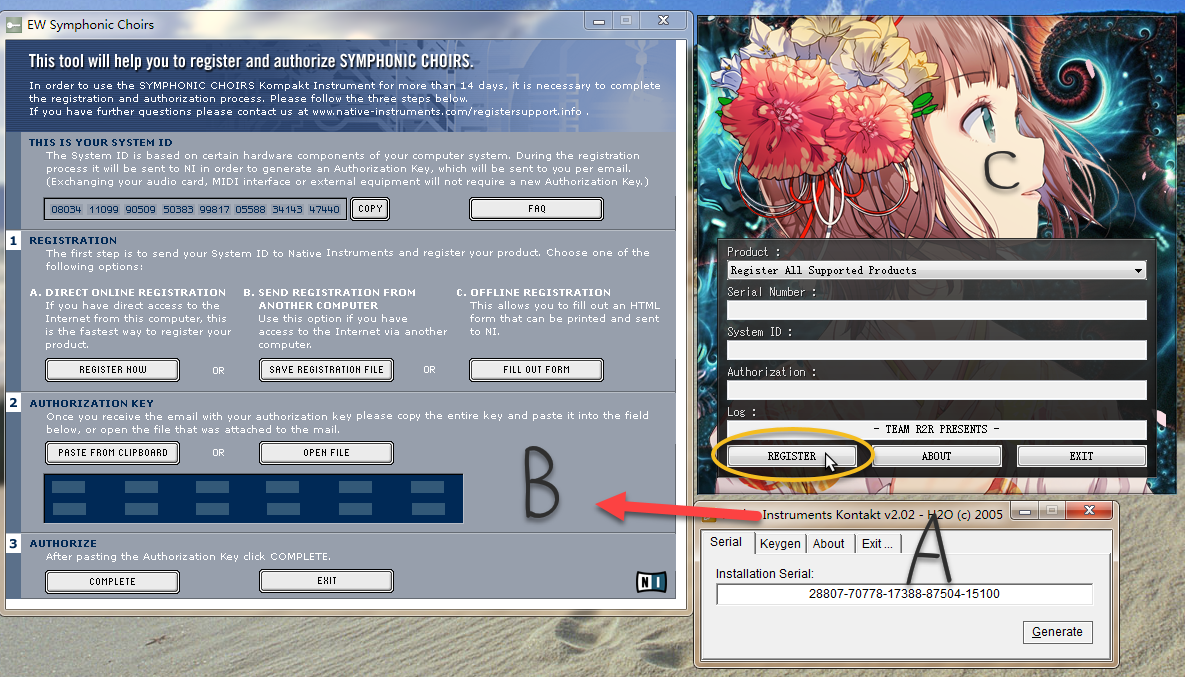 EW Symphonic Choirs
This tool will help you to register and authorize SYMPHONIC CHOIRS.
In order to use the SYMPHONIC CHOIRS Kompakt Instrument for more than 14 days, it is necessary to complete
the registration and authorization process. Please follow the three steps below.
If you have further questions please contact us at www.native-instruments.com/registersupport.info .
THIS IS YOUR SYSTEM ID
The System ID is based on certain hardware components of your computer system. During the registration
process it will be sent to NI in order to generate an Authorization Key, which will be sent to you per email.
(Exchanging your audio card, MIDI interface or external equipment will not require a new Authorization Key.)
08034 11099 90509 50383 99817 05588 34143 47440
COPY
FAQ
1 REGISTRATION
The first step is to send your System ID to Native Instruments and register your product. Choose one of the
following options:
A. DIRECT ONLINE REGISTRATION
If you have direct access to the
Internet from this computer, this
is the fastest way to register your
product.
REGISTER NOW
OR
B. SEND REGISTRATION FROM
ANOTHER COMPUTER
Use this option if you have
access to the Internet via another
computer.
SAVE REGISTRATION FILE
OR
C. OFFLINE REGISTRATION
This allows you to fill out an HTML
form that can be printed and sent
to NI.
FILL OUT FORM
2 AUTHORIZATION KEY
Once you receive the email with your authorization key please copy the entire key and paste it into the field
below, or open the file that was attached to the mail.
PASTE FROM CLIPBOARD
OR
OPEN FILE
B
3 AUTHORIZE
After pasting the Authorization Key click COMPLETE.
COMPLETE
EXIT
NI
C
Product :
Register All Supported Products
Serial Number :
System ID :
Authorization :
Log :
- TEAM R2R PRESENTS -
REGISTER
ABOUT
EXIT
Instruments Kontakt v2.02 - H2O (c) 2005
A
Serial
Keygen
About
Exit ...
Installation Serial:
28807-70778-17388-87504-15100
Generate